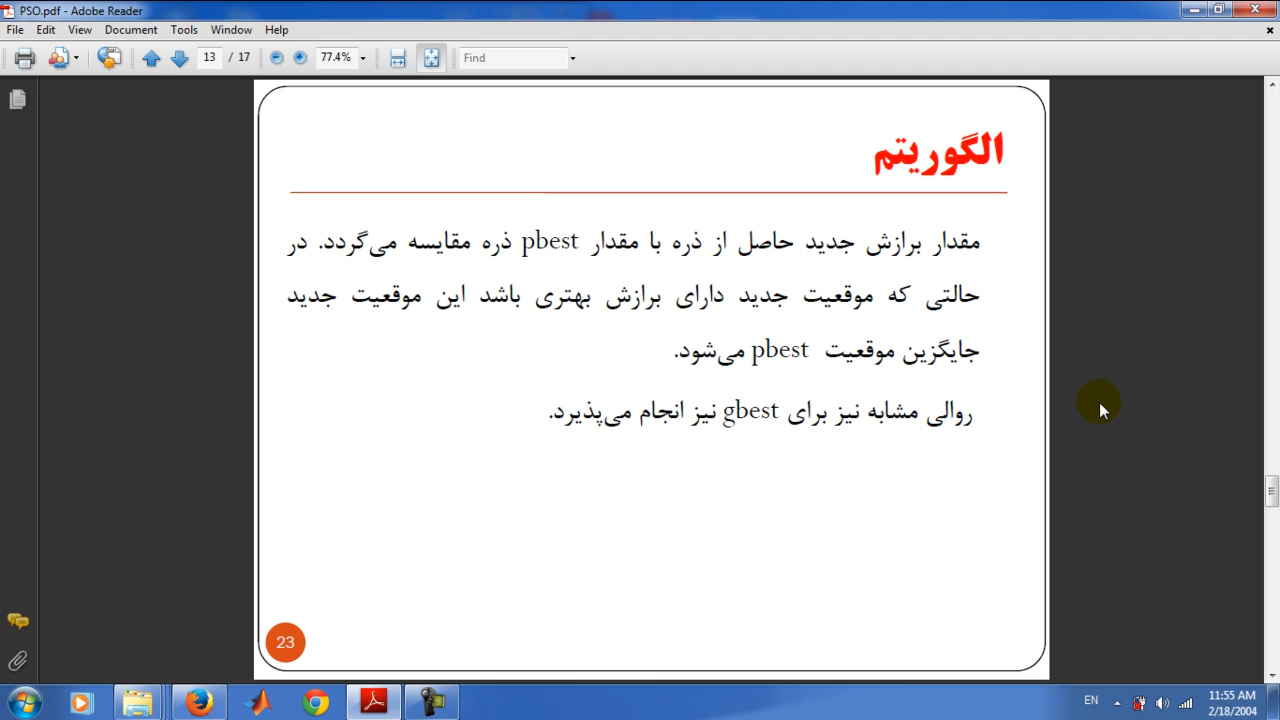 PSO.pdf - Adobe Reader
File Edit View Document Tools Window Help
13 / 17 77.4% Find
الگوریتم
مقدار برازش جدید حاصل از ذره با مقدار pbest ذره مقایسه می‌گردد. در
حالتی که موقعیت جدید دارای برازش بهتری باشد این موقعیت جدید
جایگزین موقعیت pbest می‌شود.
روالی مشابه نیز برای gbest نیز انجام می‌پذیرد.
23
EN
11:55 AM
2/18/2004